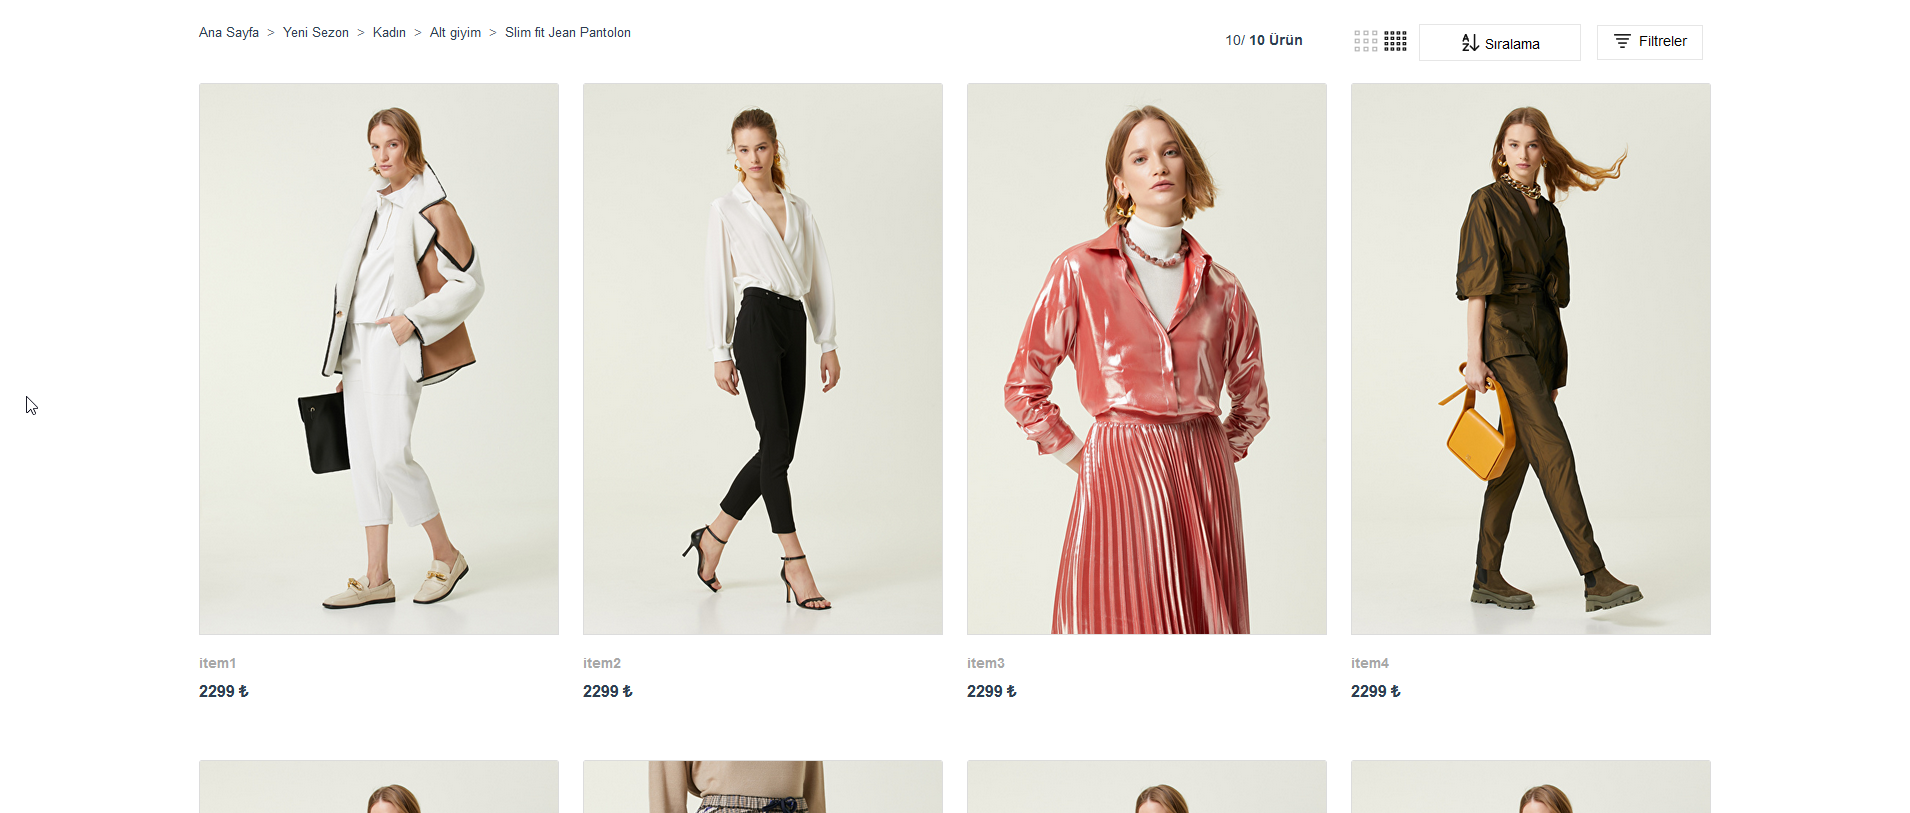 Ana Sayfa > Yeni Sezon > Kadın > Alt giyim > Slim fit Jean Pantolon
10/ 10 Ürün
Sıralama
Filtreler
item1
2299 ₺
item2
2299 ₺
item3
2299 ₺
item4
2299 ₺